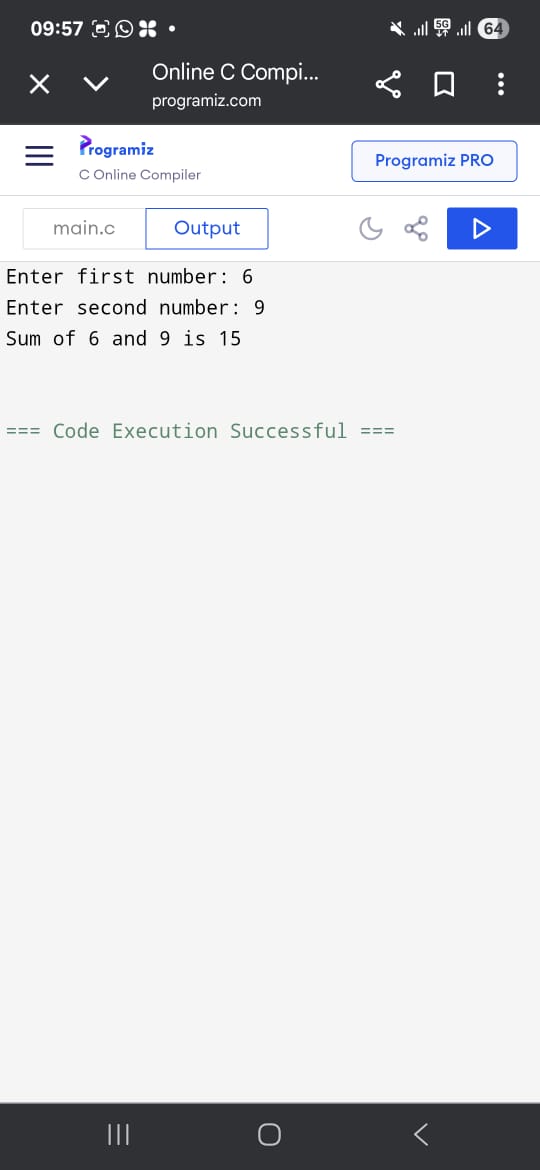 09:57
5G
64
Online C Compi...
programiz.com
Programiz
C Online Compiler
Programiz PRO
main.c
Output
Enter first number: 6
Enter second number: 9
Sum of 6 and 9 is 15
=== Code Execution Successful ===